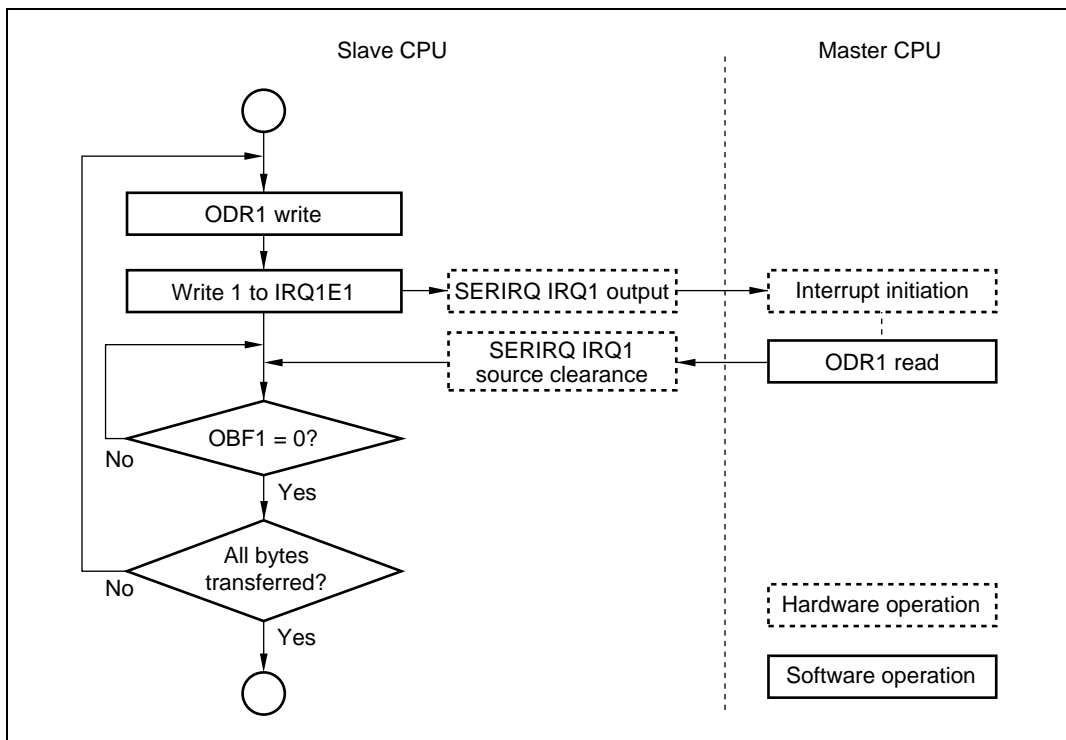 Slave CPU
Master CPU
ODR1 write
Write 1 to IRQ1E1
SERIRQ IRQ1 output
Interrupt initiation
SERIRQ IRQ1
source clearance
ODR1 read
OBF1 = 0?
No
Yes
All bytes
transferred?
No
Yes
Hardware operation
Software operation